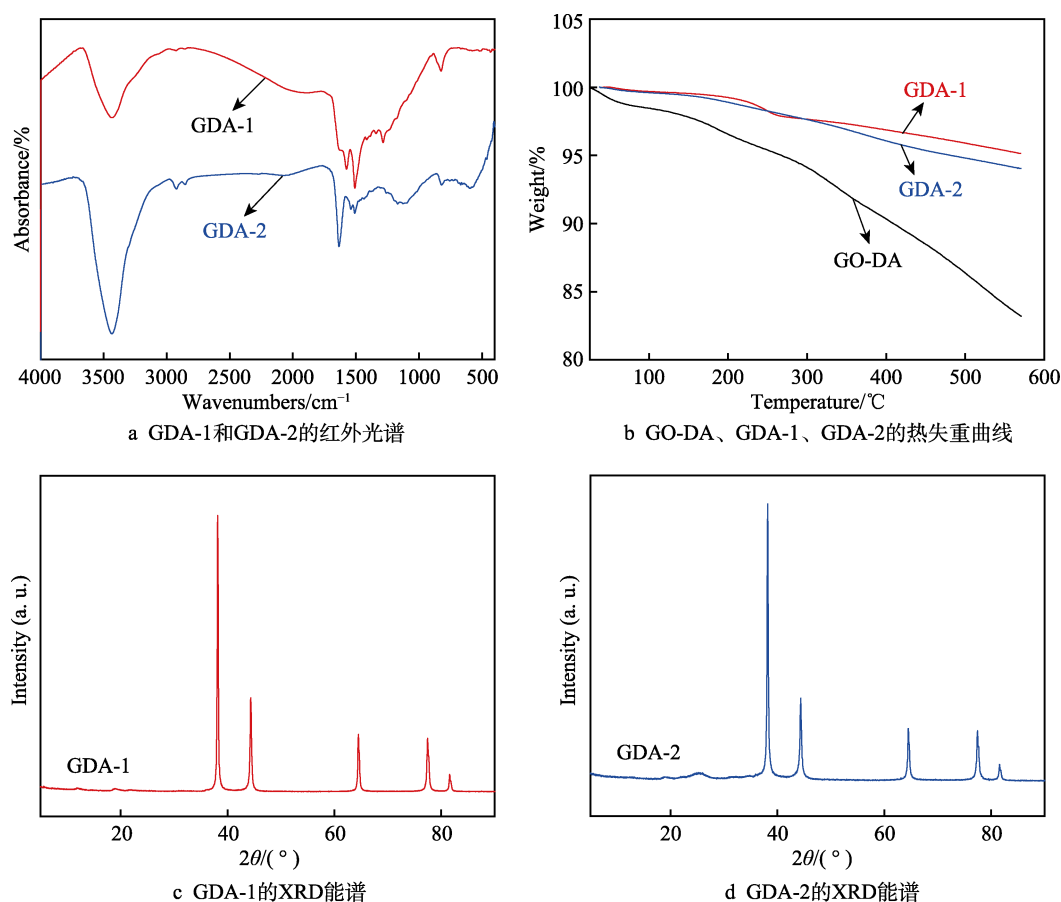 Absorbance/%
GDA-1
GDA-2
4000 3500 3000 2500 2000 1500 1000 500
Wavenumbers/cm⁻¹
a GDA-1和GDA-2的红外光谱
Weight/%
105
100
95
90
85
80
GDA-1
GDA-2
GO-DA
100 200 300 400 500 600
Temperature/℃
b GO-DA、GDA-1、GDA-2的热失重曲线
Intensity (a. u.)
GDA-1
20 40 60 80
2θ/( ° )
c GDA-1的XRD能谱
Intensity (a. u.)
GDA-2
20 40 60 80
2θ/( ° )
d GDA-2的XRD能谱